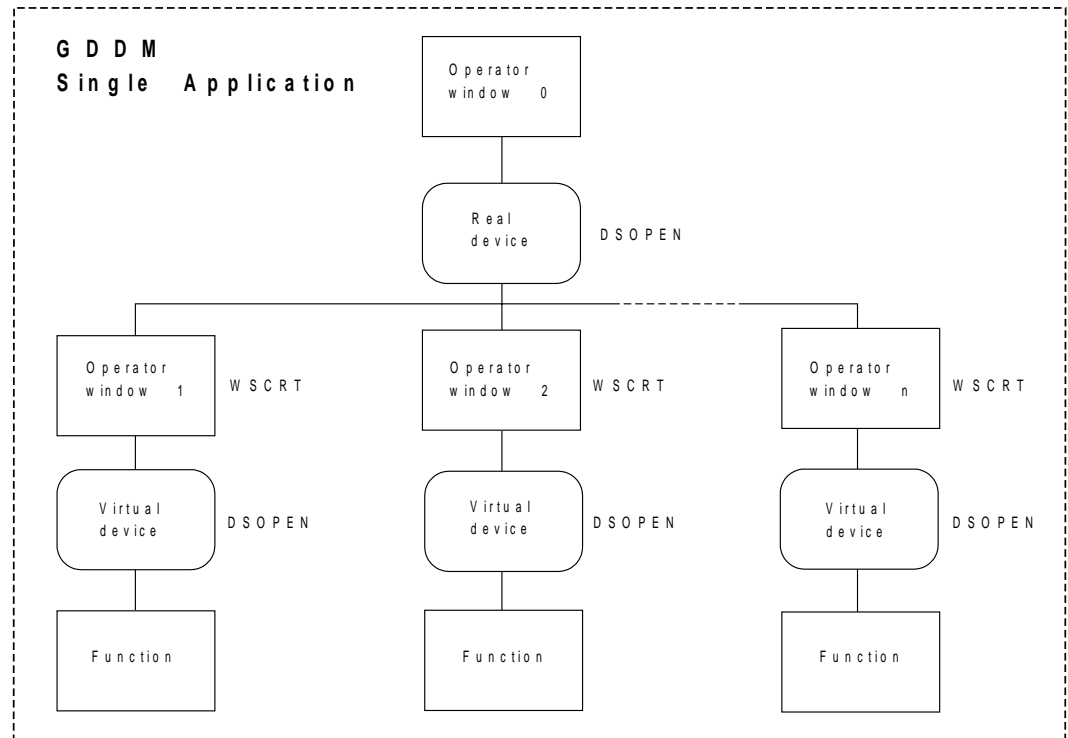 GDDM
Single Application
Operator
window 0
Real
device
DSOPEN
Operator
window 1
WSCRT
Operator
window 2
WSCRT
Operator
window n
WSCRT
Virtual
device
DSOPEN
Virtual
device
DSOPEN
Virtual
device
DSOPEN
Function
Function
Function